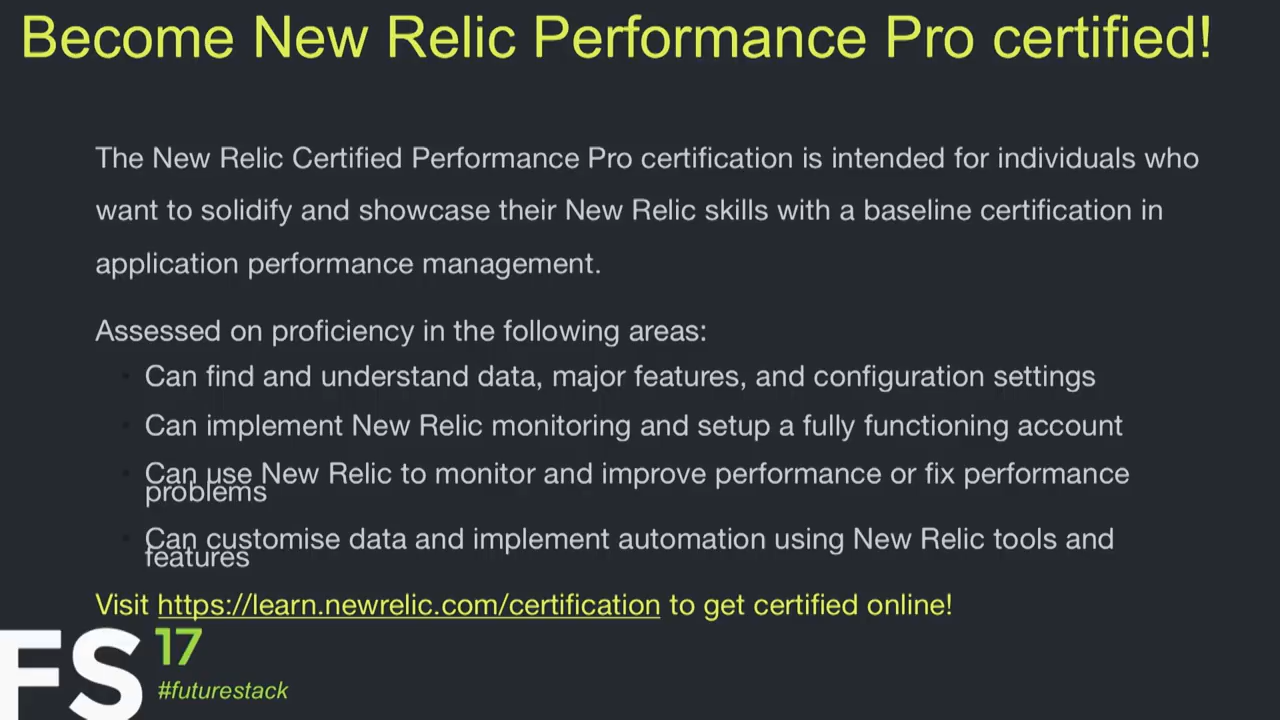 Become New Relic Performance Pro certified!
The New Relic Certified Performance Pro certification is intended for individuals who
want to solidify and showcase their New Relic skills with a baseline certification in
application performance management.
Assessed on proficiency in the following areas:
Can find and understand data, major features, and configuration settings
Can implement New Relic monitoring and setup a fully functioning account
Can use New Relic to monitor and improve performance or fix performance
problems
Can customise data and implement automation using New Relic tools and
features
Visit https://learn.newrelic.com/certification to get certified online!
FS 17
#futurestack